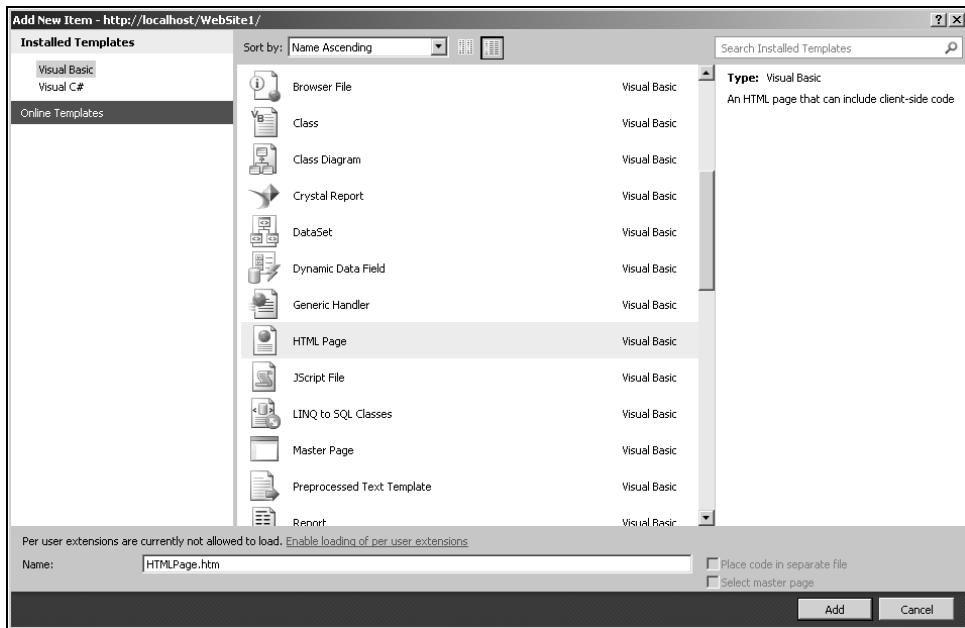 Add New Item - http://localhost/WebSite1/
Installed Templates
Visual Basic
Visual C#
Online Templates
Sort by: Name Ascending
Browser File Visual Basic
Class Visual Basic
Class Diagram Visual Basic
Crystal Report Visual Basic
DataSet Visual Basic
Dynamic Data Field Visual Basic
Generic Handler Visual Basic
HTML Page Visual Basic
JScript File Visual Basic
LINQ to SQL Classes Visual Basic
Master Page Visual Basic
Preprocessed Text Template Visual Basic
Report Visual Basic
Search Installed Templates
Type: Visual Basic
An HTML page that can include client-side code
Per user extensions are currently not allowed to load. Enable loading of per user extensions
Name: HTMLPage.htm
Place code in separate file
Select master page
Add Cancel